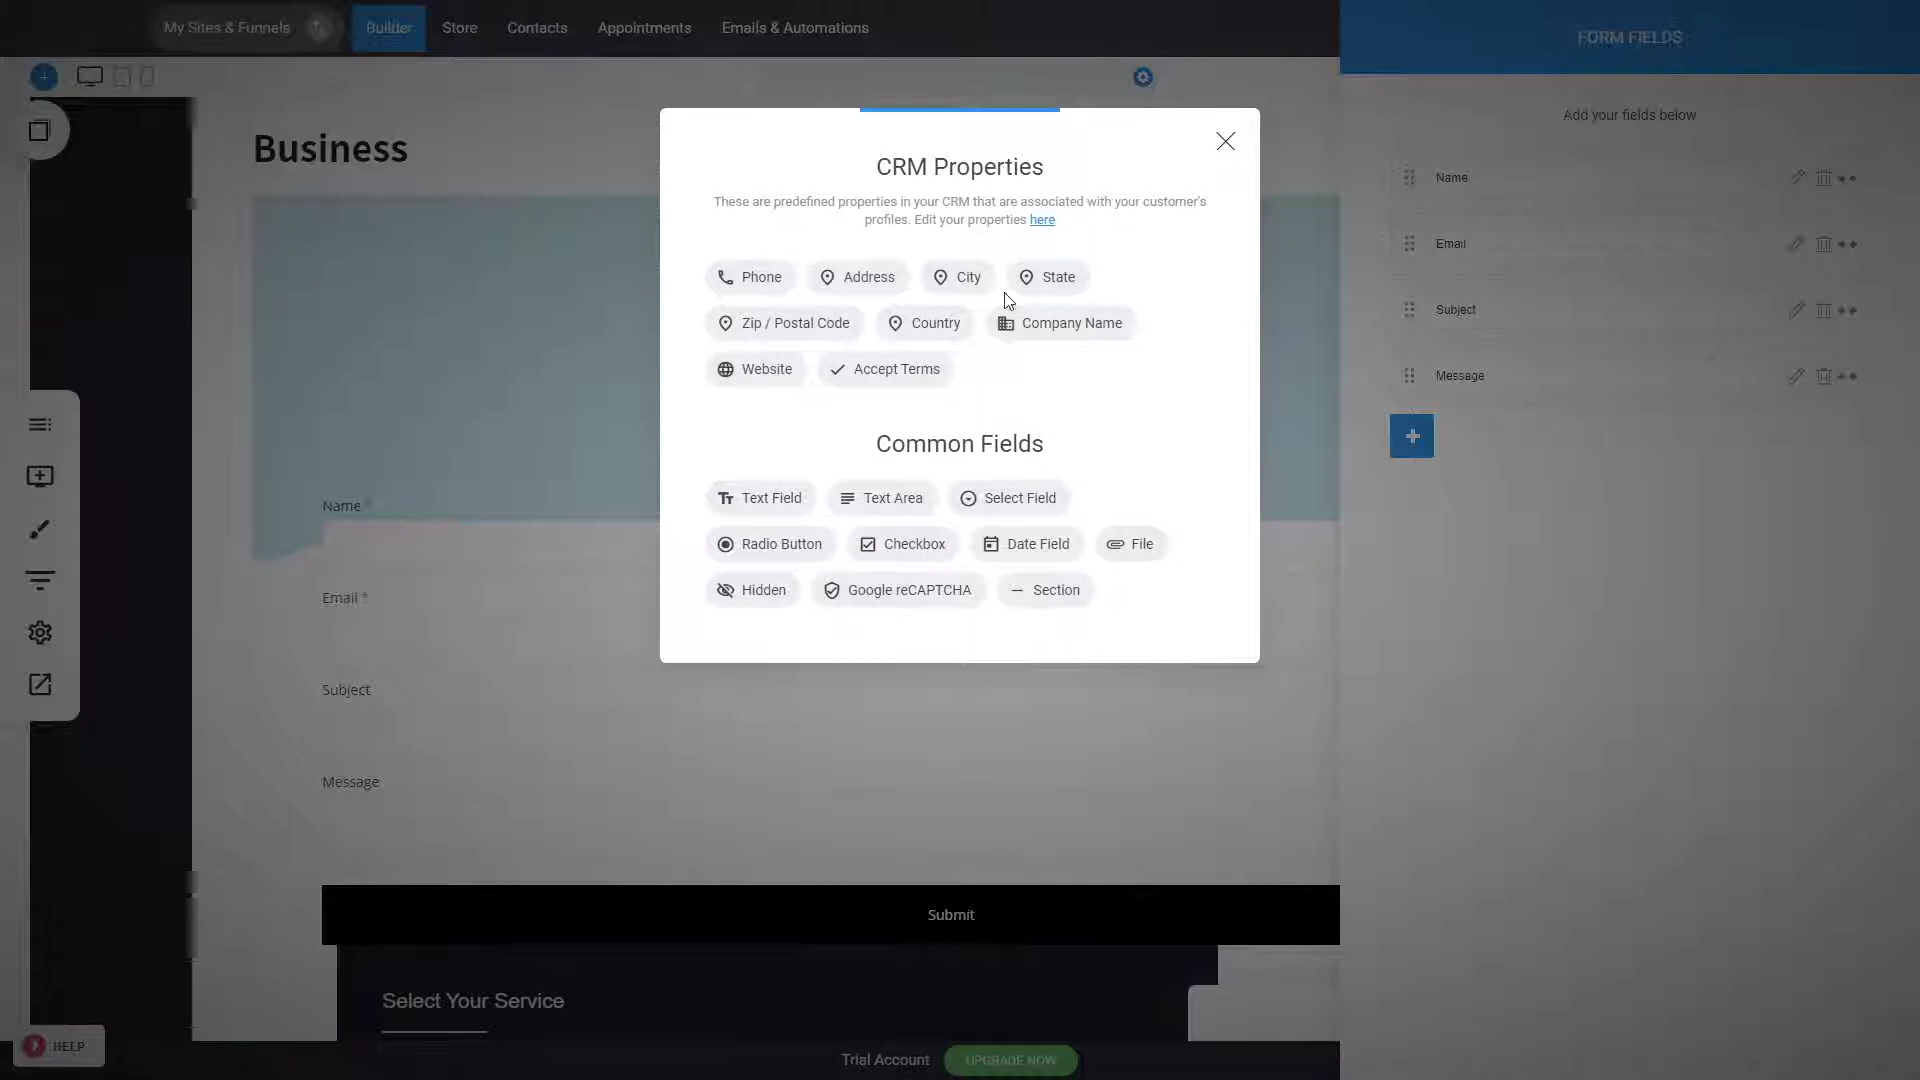 My Sites & Funnels
Builder
Store
Contacts
Appointments
Emails & Automations
FORM FIELDS
Add your fields below
Name
Email
Subject
Message
Business
Name *
Email *
Subject
Message
Submit
Select Your Service
CRM Properties
These are predefined properties in your CRM that are associated with your customer's
profiles. Edit your properties here
Phone
Address
City
State
Zip / Postal Code
Country
Company Name
Website
Accept Terms
Common Fields
Text Field
Text Area
Select Field
Radio Button
Checkbox
Date Field
File
Hidden
Google reCAPTCHA
Section
HELP
Trial Account
UPGRADE NOW